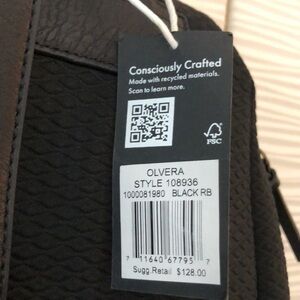 Consciously Crafted
Made with recycled materials.
Scan to learn more.
FSC
OLVERA
STYLE 108936
1000081980 BLACK RB
7 11640 67795 7
Sugg.Retail $128.00